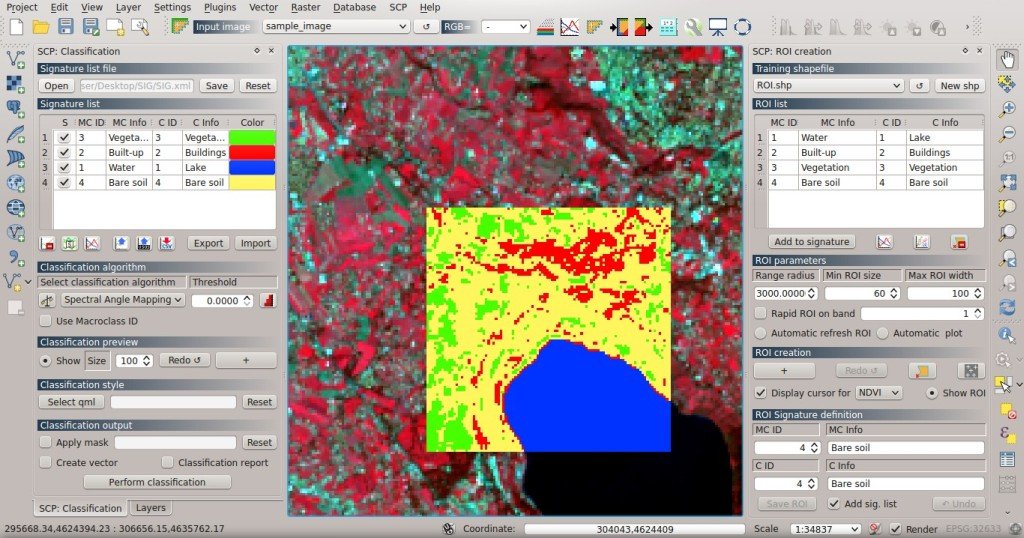 Project Edit View Layer Settings Plugins Vector Raster Database SCP Processing Help
Input image sample_image RGB= -
SCP: Classification
Signature list file
Open ser/Desktop/SIG/SIG.xml Save Reset
Signature list
S MC ID MC Info C ID C Info Color
1 3 Vegeta... 3 Vegeta...
2 2 Built-up 2 Buildings
3 1 Water 1 Lake
4 4 Bare soil 4 Bare soil
Export Import
Classification algorithm
Select classification algorithm Threshold
Spectral Angle Mapping 0.0000
Use Macroclass ID
Classification preview
Show Size 100 Redo ↺ +
Classification style
Select qml Reset
Classification output
Apply mask Reset
Create vector Classification report
Perform classification
SCP: Classification Layers
SCP: ROI creation
Training shapefile
ROI.shp New shp
ROI list
MC ID MC Info C ID C Info
1 1 Water 1 Lake
2 2 Built-up 2 Buildings
3 3 Vegetation 3 Vegetation
4 4 Bare soil 4 Bare soil
Add to signature
ROI parameters
Range radius Min ROI size Max ROI width
3000.0000 60 100
Rapid ROI on band 1
Automatic refresh ROI Automatic plot
ROI creation
+ Redo ↺
Display cursor for NDVI Show ROI
ROI Signature definition
MC ID MC Info
4 Bare soil
C ID C Info
4 Bare soil
Save ROI Add sig. list Undo
295668.34,4624394.23 : 306656.15,4635762.17 Coordinate: 304043,4624409 Scale 1:34837 Render EPSG:32633